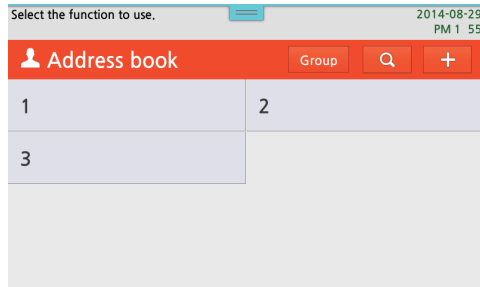 Select the function to use.
2014-08-29
PM 1 55
Address book
Group
1
2
3